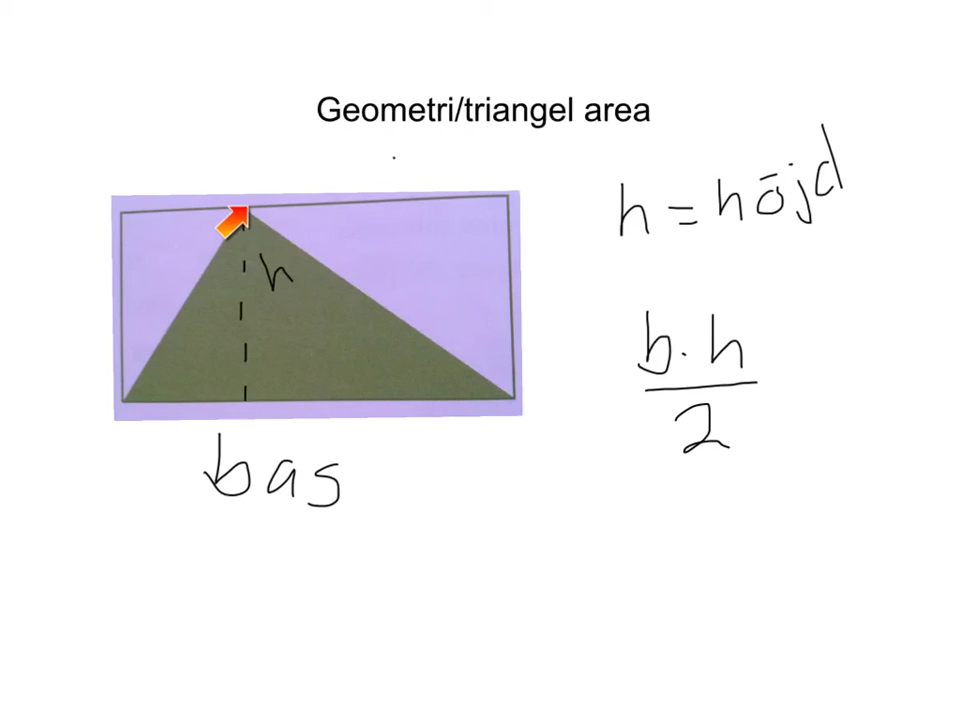 Geometri/triangel area
h = höjd
h
b · h
2
bas